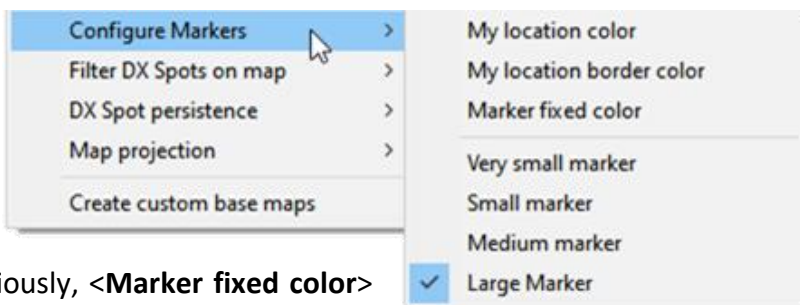 Configure Markers >
Filter DX Spots on map >
DX Spot persistence >
Map projection >
Create custom base maps
My location color
My location border color
Marker fixed color
Very small marker
Small marker
Medium marker
✓ Large Marker
<Marker fixed color>